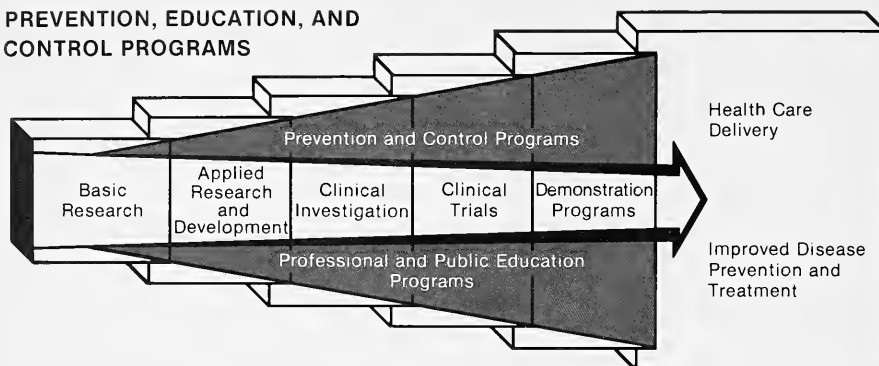 PREVENTION, EDUCATION, AND
CONTROL PROGRAMS
Prevention and Control Programs
Basic
Research
Applied
Research
and
Development
Clinical
Investigation
Clinical
Trials
Demonstration
Programs
Professional and Public Education
Programs
Health Care
Delivery
Improved Disease
Prevention and
Treatment